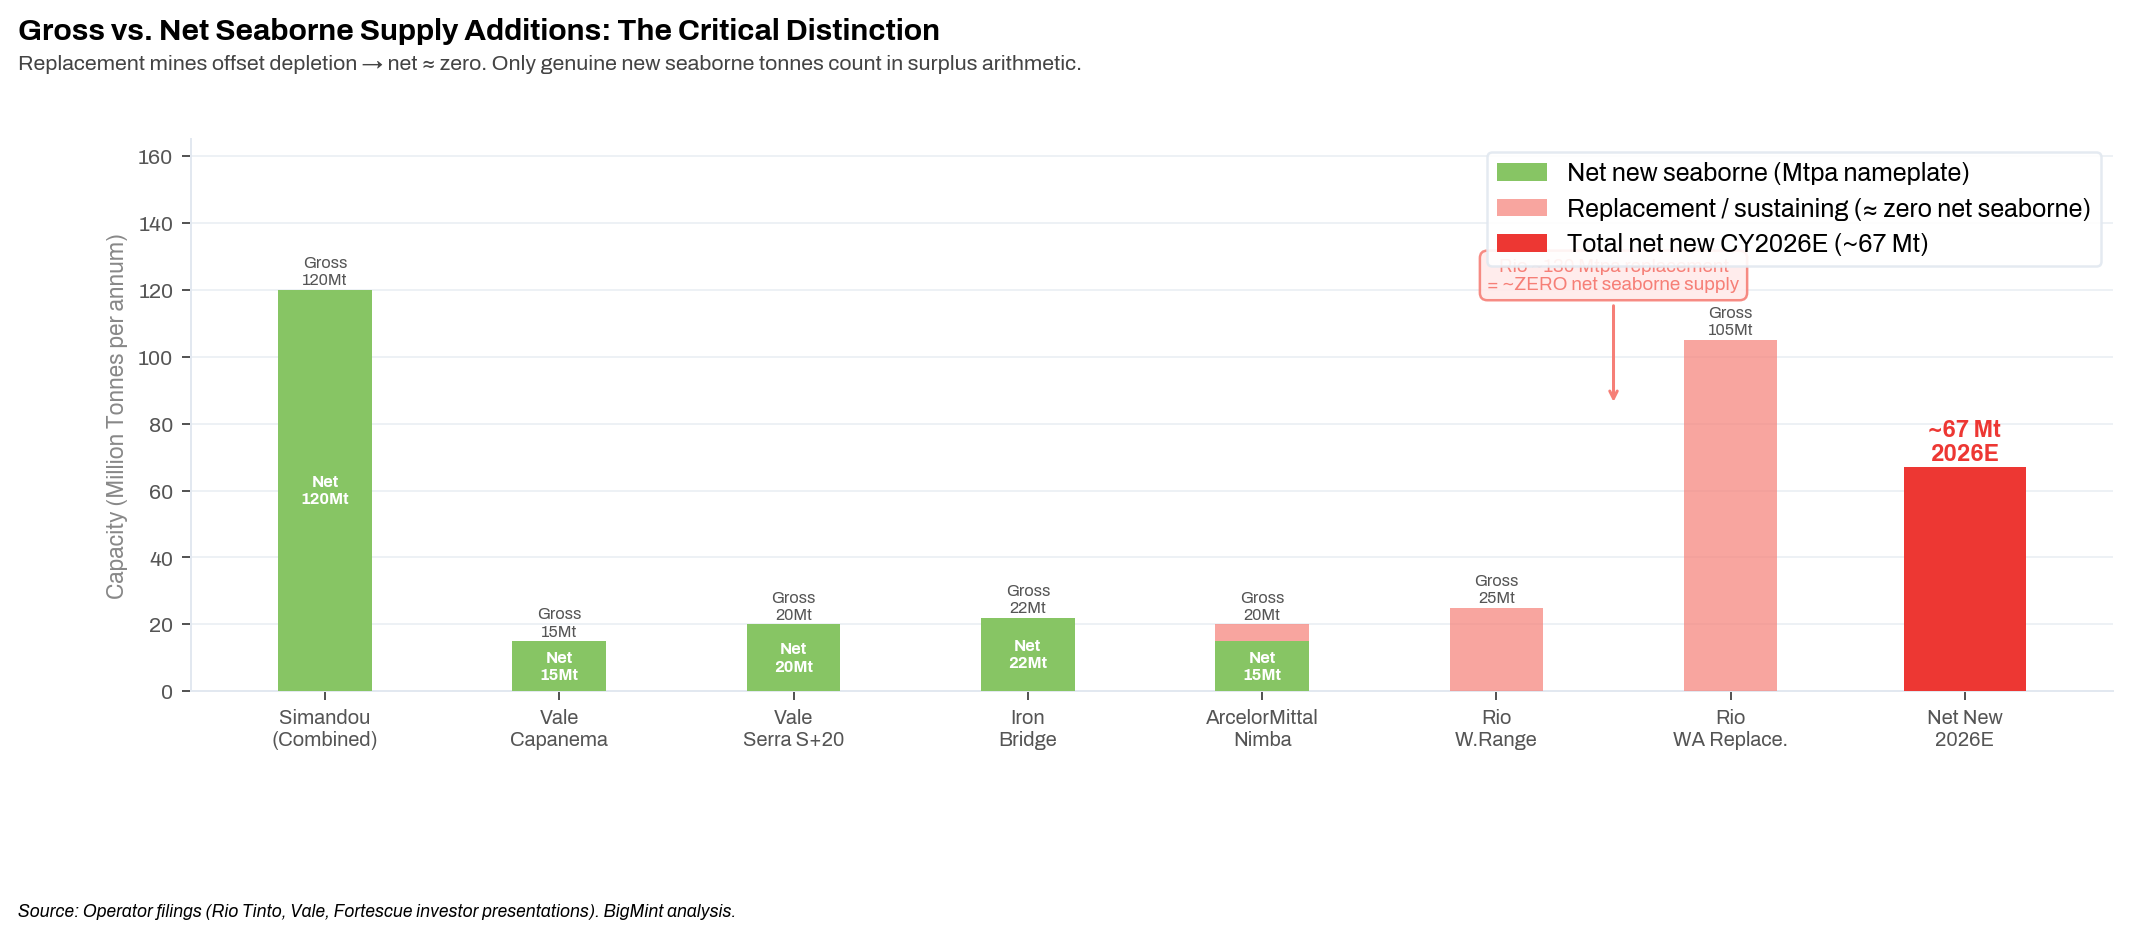 Gross vs. Net Seaborne Supply Additions: The Critical Distinction
Replacement mines offset depletion → net ≈ zero. Only genuine new seaborne tonnes count in surplus arithmetic.
Capacity (Million Tonnes per annum)
160
140
120
100
80
60
40
20
0
Net new seaborne (Mtpa nameplate)
Replacement / sustaining (≈ zero net seaborne)
Total net new CY2026E (~67 Mt)
Mtpa replacement
= ~ZERO net seaborne supply
Gross
120Mt
Net
120Mt
Gross
15Mt
Net
15Mt
Gross
20Mt
Net
20Mt
Gross
22Mt
Net
22Mt
Gross
20Mt
Net
15Mt
Gross
25Mt
Gross
105Mt
~67 Mt
2026E
Simandou
(Combined)
Vale
Capanema
Vale
Serra S+20
Iron
Bridge
ArcelorMittal
Nimba
Rio
W.Range
Rio
WA Replace.
Net New
2026E
Source: Operator filings (Rio Tinto, Vale, Fortescue investor presentations). BigMint analysis.